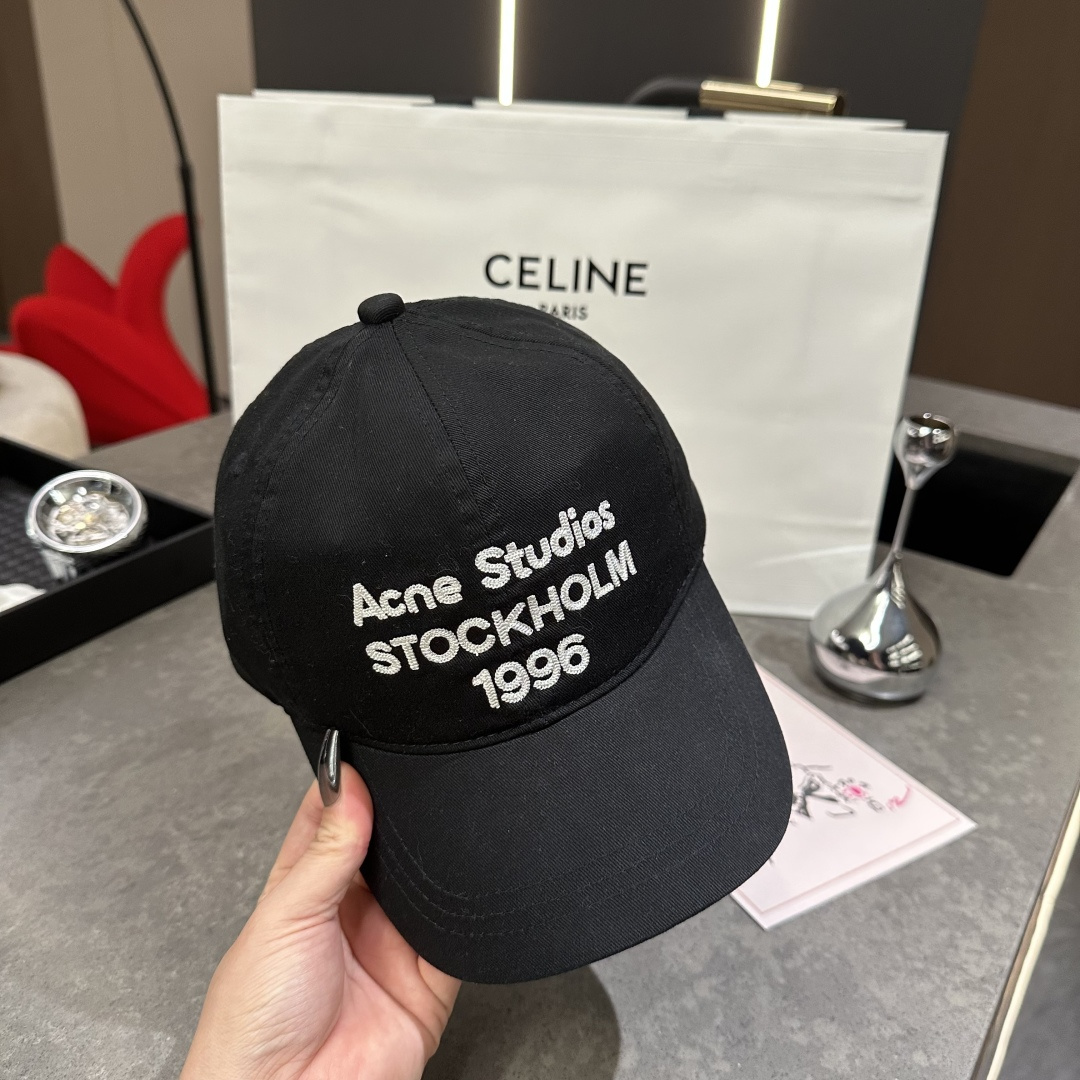 CELINE
PARIS
Acne Studios
STOCKHOLM
1996